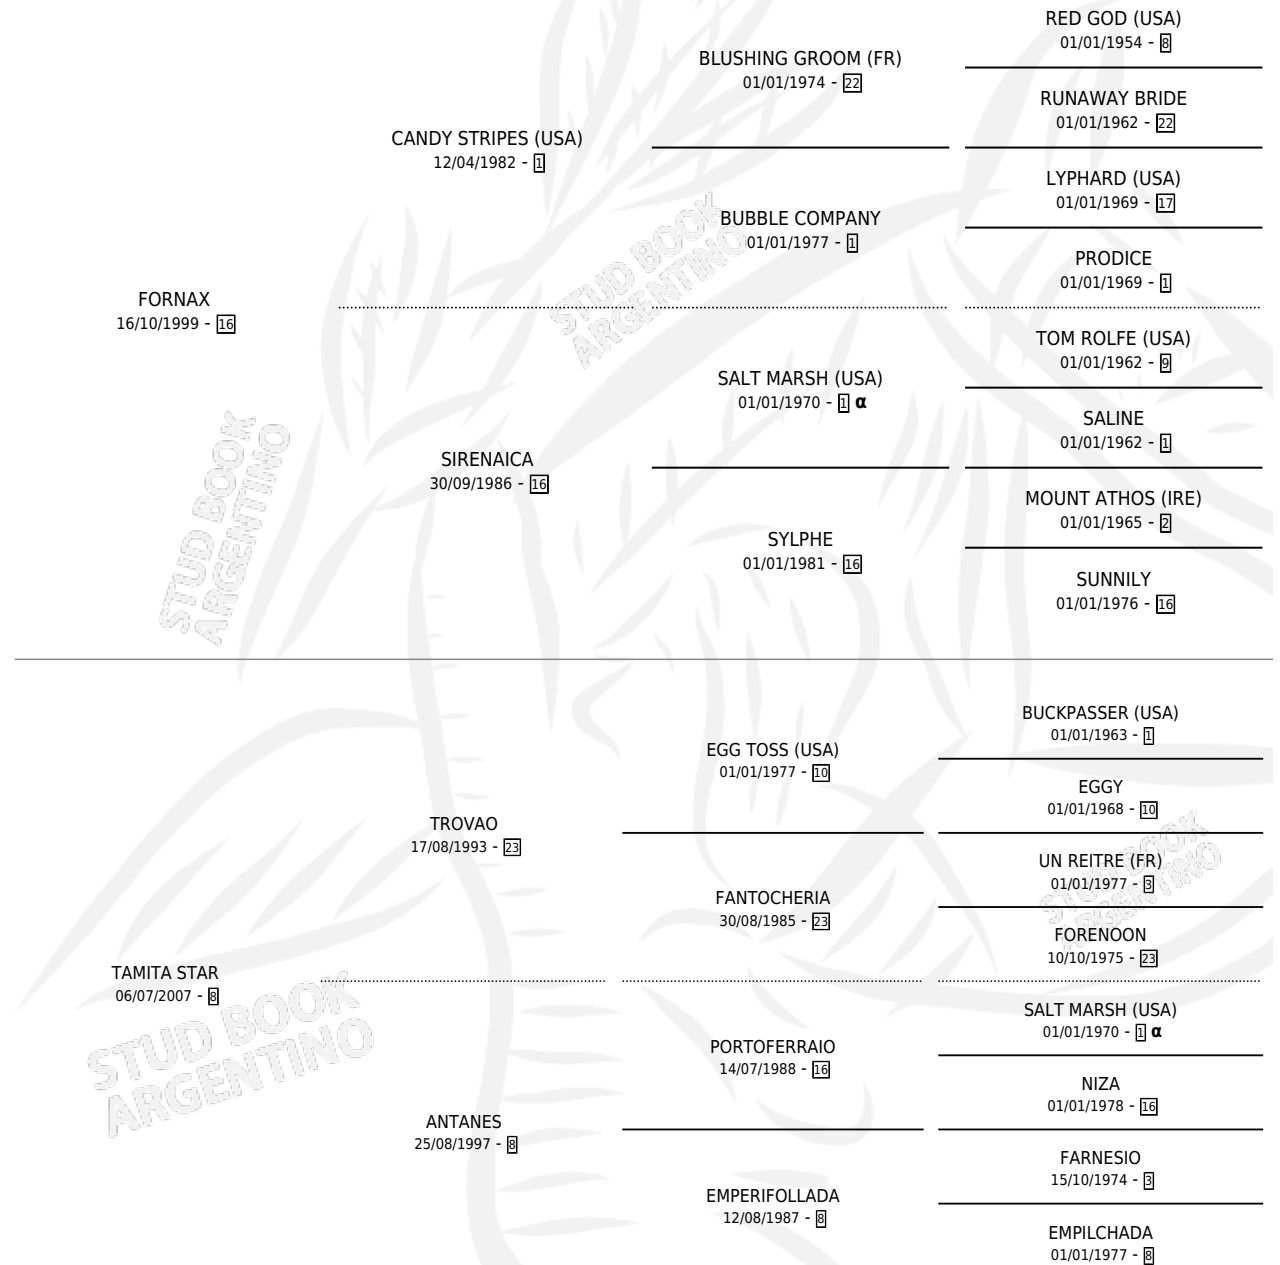 FORNAX
16/10/1999 - 16
CANDY STRIPES (USA)
12/04/1982 - 1
BLUSHING GROOM (FR)
01/01/1974 - 22
RED GOD (USA)
01/01/1954 - 8
RUNAWAY BRIDE
01/01/1962 - 22
BUBBLE COMPANY
01/01/1977 - 1
LYPHARD (USA)
01/01/1969 - 17
PRODICE
01/01/1969 - 1
SIRENAICA
30/09/1986 - 16
SALT MARSH (USA)
01/01/1970 - 1 α
TOM ROLFE (USA)
01/01/1962 - 9
SALINE
01/01/1962 - 1
SYLPHE
01/01/1981 - 16
MOUNT ATHOS (IRE)
01/01/1965 - 2
SUNNILY
01/01/1976 - 16
TAMITA STAR
06/07/2007 - 8
TROVAO
17/08/1993 - 23
EGG TOSS (USA)
01/01/1977 - 10
BUCKPASSER (USA)
01/01/1963 - 1
EGGY
01/01/1968 - 10
FANTOCHERIA
30/08/1985 - 23
UN REITRE (FR)
01/01/1977 - 3
FORENOON
10/10/1975 - 23
ANTANES
25/08/1997 - 8
PORTOFERRAIO
14/07/1988 - 16
SALT MARSH (USA)
01/01/1970 - 1 α
NIZA
01/01/1978 - 16
EMPERIFOLLADA
12/08/1987 - 8
FARNESIO
15/10/1974 - 3
EMPILCHADA
01/01/1977 - 8
STUD BOOK
ARGENTINO
STUD BOOK
ARGENTINO
STUD BOOK
ARGENTINO
STUD BOOK
ARGENTINO